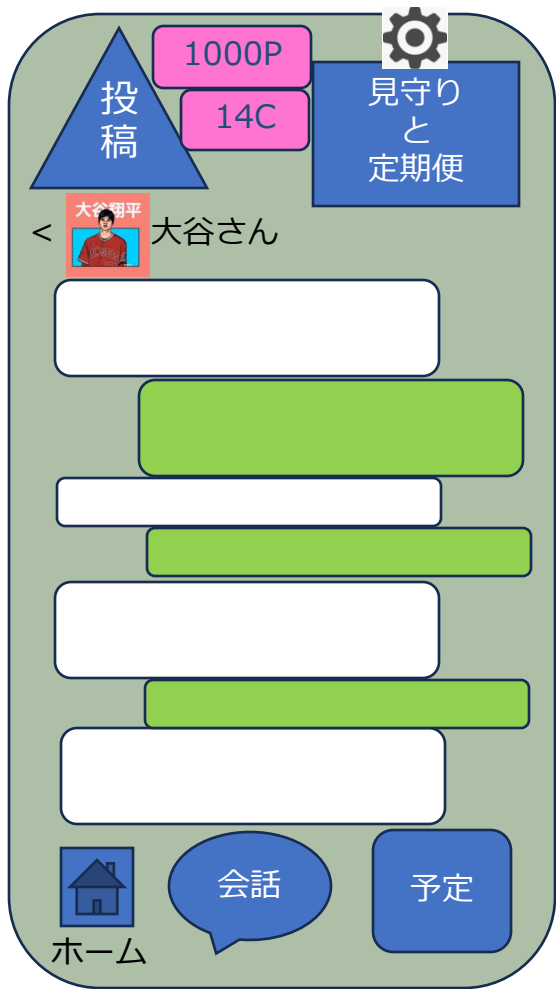 投
稿
1000P
14C
見守り
と
定期便
<
大谷翔平
大谷さん
会話
予定
ホーム